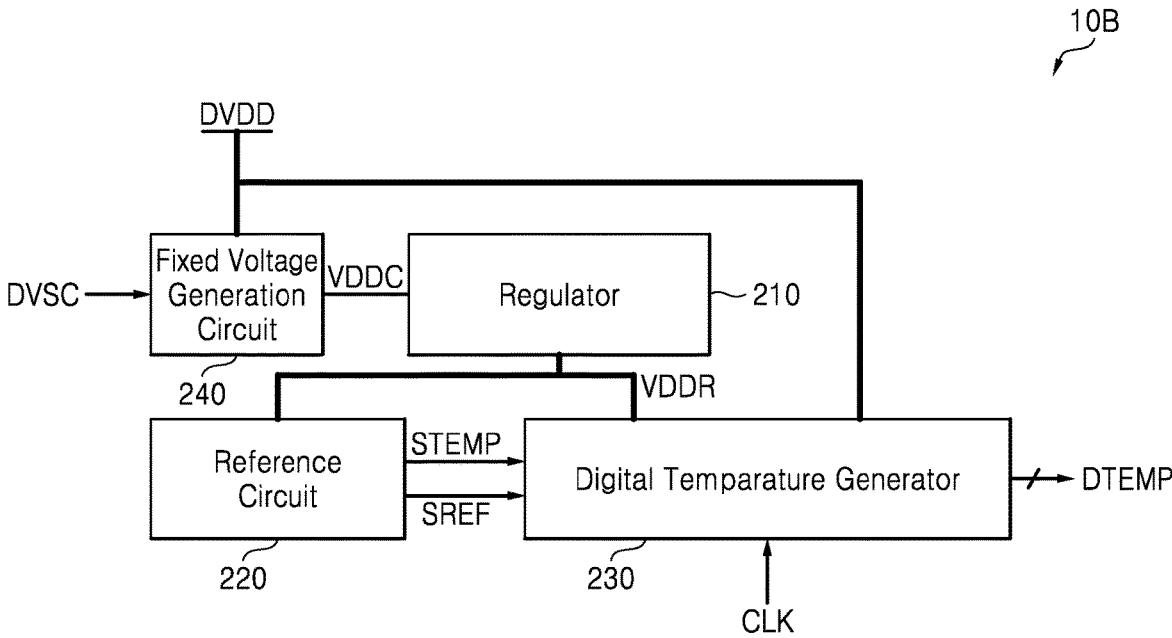 10B
DVDD
Fixed Voltage
Generation
Circuit
DVSC
VDDC
Regulator
210
240
VDDR
Reference
Circuit
STEMP
SREF
Digital Temparature Generator
DTEMP
220
230
CLK